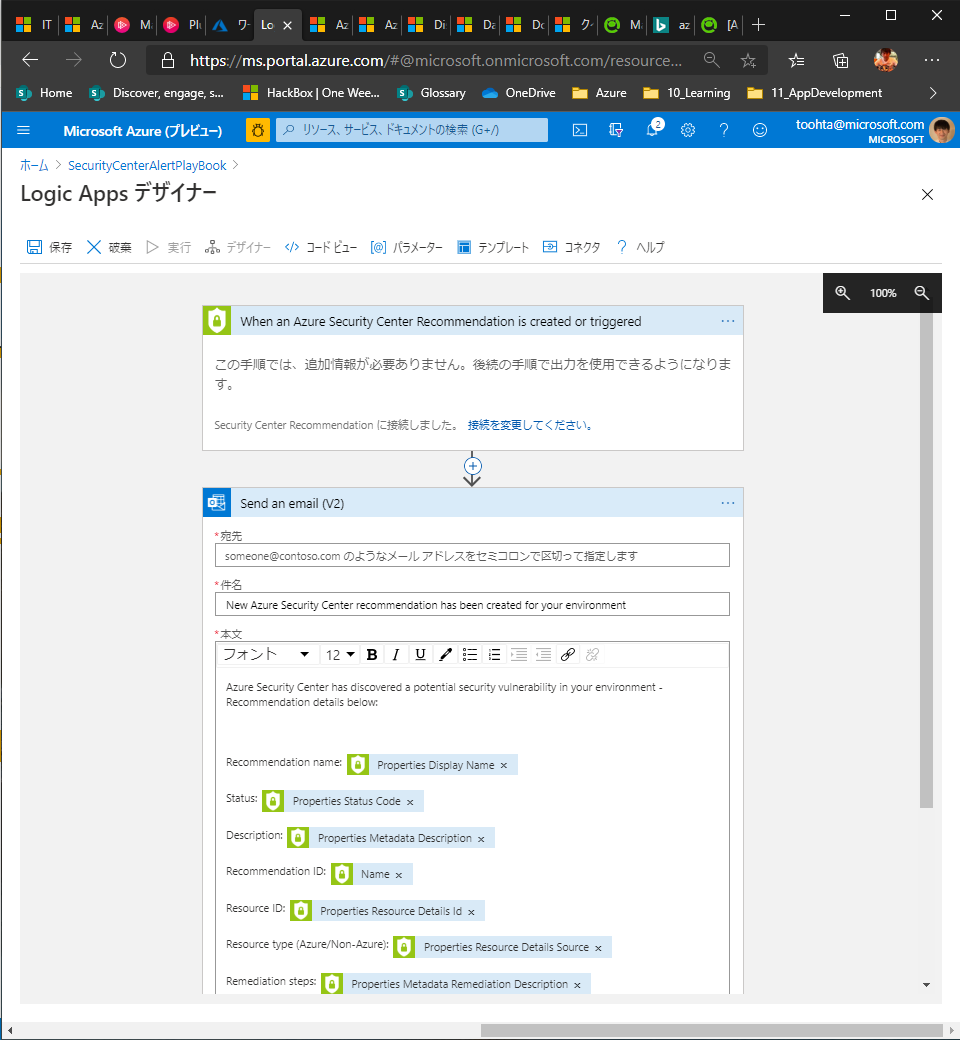 IT
Az
Lo
Az
Az
Di
Da
az
[A
https://ms.portal.azure.com/#@microsoft.onmicrosoft.com/resource...
Home
Discover, engage, s...
HackBox | One Wee...
Glossary
OneDrive
Azure
10_Learning
11_AppDevelopment
Microsoft Azure (プレビュー)
リソース、サービス、ドキュメントの検索 (G+/)
2
toohta@microsoft.com
MICROSOFT
ホーム > SecurityCenterAlertPlayBook >
Logic Apps デザイナー
保存 破棄 実行 デザイナー コード ビュー パラメーター テンプレート コネクタ ヘルプ
100%
When an Azure Security Center Recommendation is created or triggered
この手順では、追加情報が必要ありません。後続の手順で出力を使用できるようになりま
す。
Security Center Recommendation に接続しました。 接続を変更してください。
Send an email (V2)
*宛先
someone@contoso.com のようなメール アドレスをセミコロンで区切って指定します
*件名
New Azure Security Center recommendation has been created for your environment
*本文
フォント 12 B I U
Azure Security Center has discovered a potential security vulnerability in your environment -
Recommendation details below:
Recommendation name: Properties Display Name ×
Status: Properties Status Code ×
Description: Properties Metadata Description ×
Recommendation ID: Name ×
Resource ID: Properties Resource Details Id ×
Resource type (Azure/Non-Azure): Properties Resource Details Source ×
Remediation steps: Properties Metadata Remediation Description ×